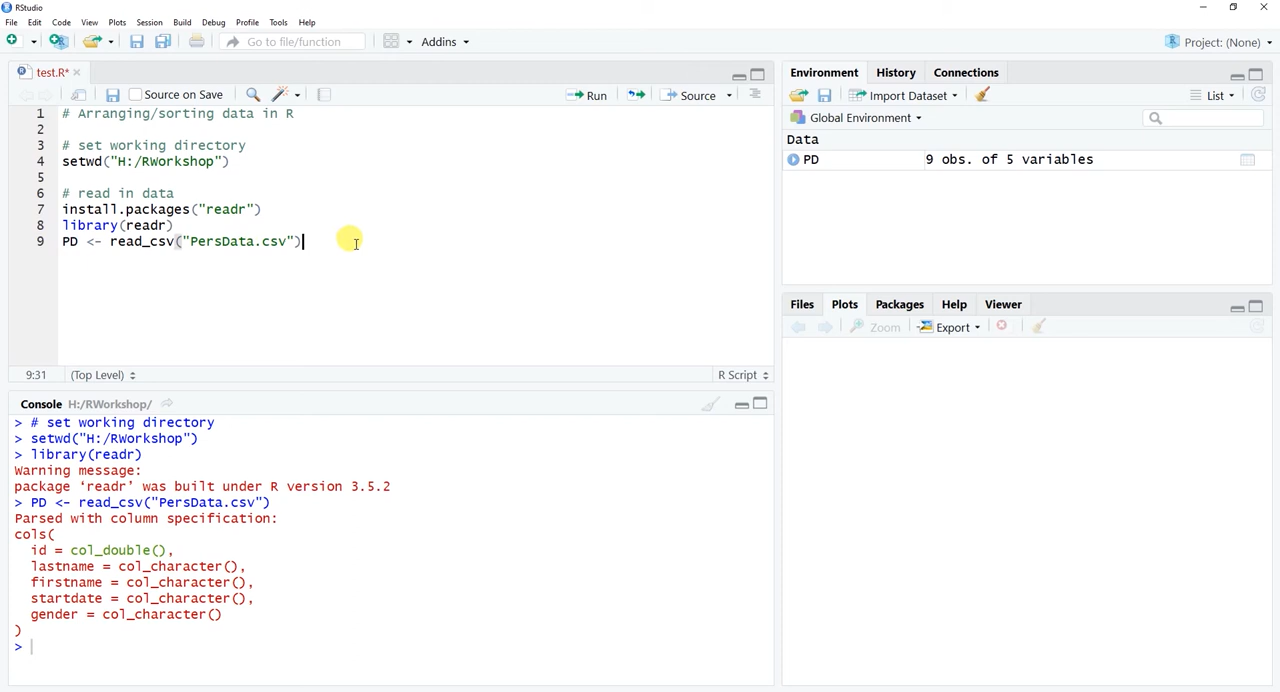 RStudio
File Edit Code View Plots Session Build Debug Profile Tools Help
Go to file/function Addins Project: (None)
test.R*
Source on Save Run Source
1 # Arranging/sorting data in R
2
3 # set working directory
4 setwd("H:/RWorkshop")
5
6 # read in data
7 install.packages("readr")
8 library(readr)
9 PD <- read_csv("PersData.csv")
9:31 (Top Level) R Script
Console H:/RWorkshop/
> # set working directory
> setwd("H:/RWorkshop")
> library(readr)
Warning message:
package ‘readr’ was built under R version 3.5.2
> PD <- read_csv("PersData.csv")
Parsed with column specification:
cols(
id = col_double(),
lastname = col_character(),
firstname = col_character(),
startdate = col_character(),
gender = col_character()
)
>
Environment History Connections
Import Dataset List
Global Environment
Data
PD 9 obs. of 5 variables
Files Plots Packages Help Viewer
Zoom Export